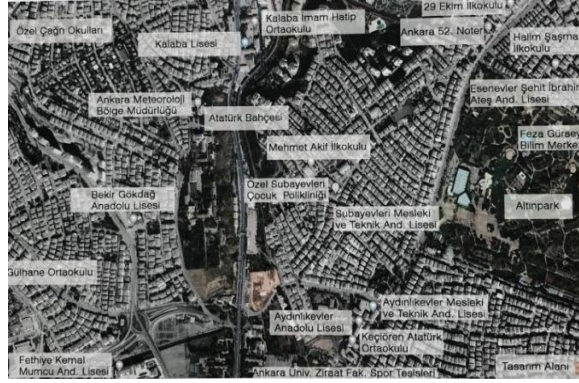 29 Ekim İlkokulu
Kalaba İmam Hatip
Ortaokulu
Özel Çağrı Okulları
Ankara 52. Noteri
Kalaba Lisesi
Halim Şaşma
İlkokulu
Esenevler Şehit İbrahim
Ateş And. Lisesi
Ankara Meteoroloji
Bölge Müdürlüğü
Atatürk Bahçesi
Feza Gürsey
Bilim Merke
Mehmet Akif İlkokulu
Özel Subayevleri
Çocuk Polikliniği
Bekir Gökdağ
Anadolu Lisesi
Altınpark
Subayevleri Mesleki
ve Teknik And. Lisesi
Gülhane Ortaokulu
Aydınlıkevler Mesleki
ve Teknik And. Lisesi
Aydınlıkevler
Anadolu Lisesi
Keçiören Atatürk
Ortaokulu
Fethiye Kemal
Mumcu And. Lisesi
Ankara Üniv. Ziraat Fak. Spor Tesisleri
Tasarım Alanı